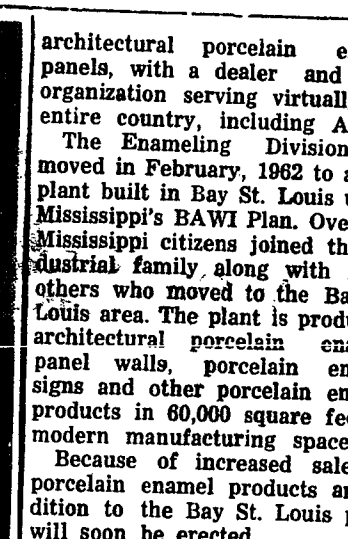 architectural porcelain e
panels, with a dealer and
organization serving virtuall
entire country, including A
The Enameling Division
moved in February, 1962 to a
plant built in Bay St. Louis
Mississippi's BAWI Plan. Ove
Mississippi citizens joined th
dustrial family along with
others who moved to the Ba
Louis area. The plant is produ
architectural porcelain ena
panel walls, porcelain en
signs and other porcelain en
products in 60,000 square fe
modern manufacturing space
Because of increased sale
porcelain enamel products a
dition to the Bay St. Louis p
will soon be erected